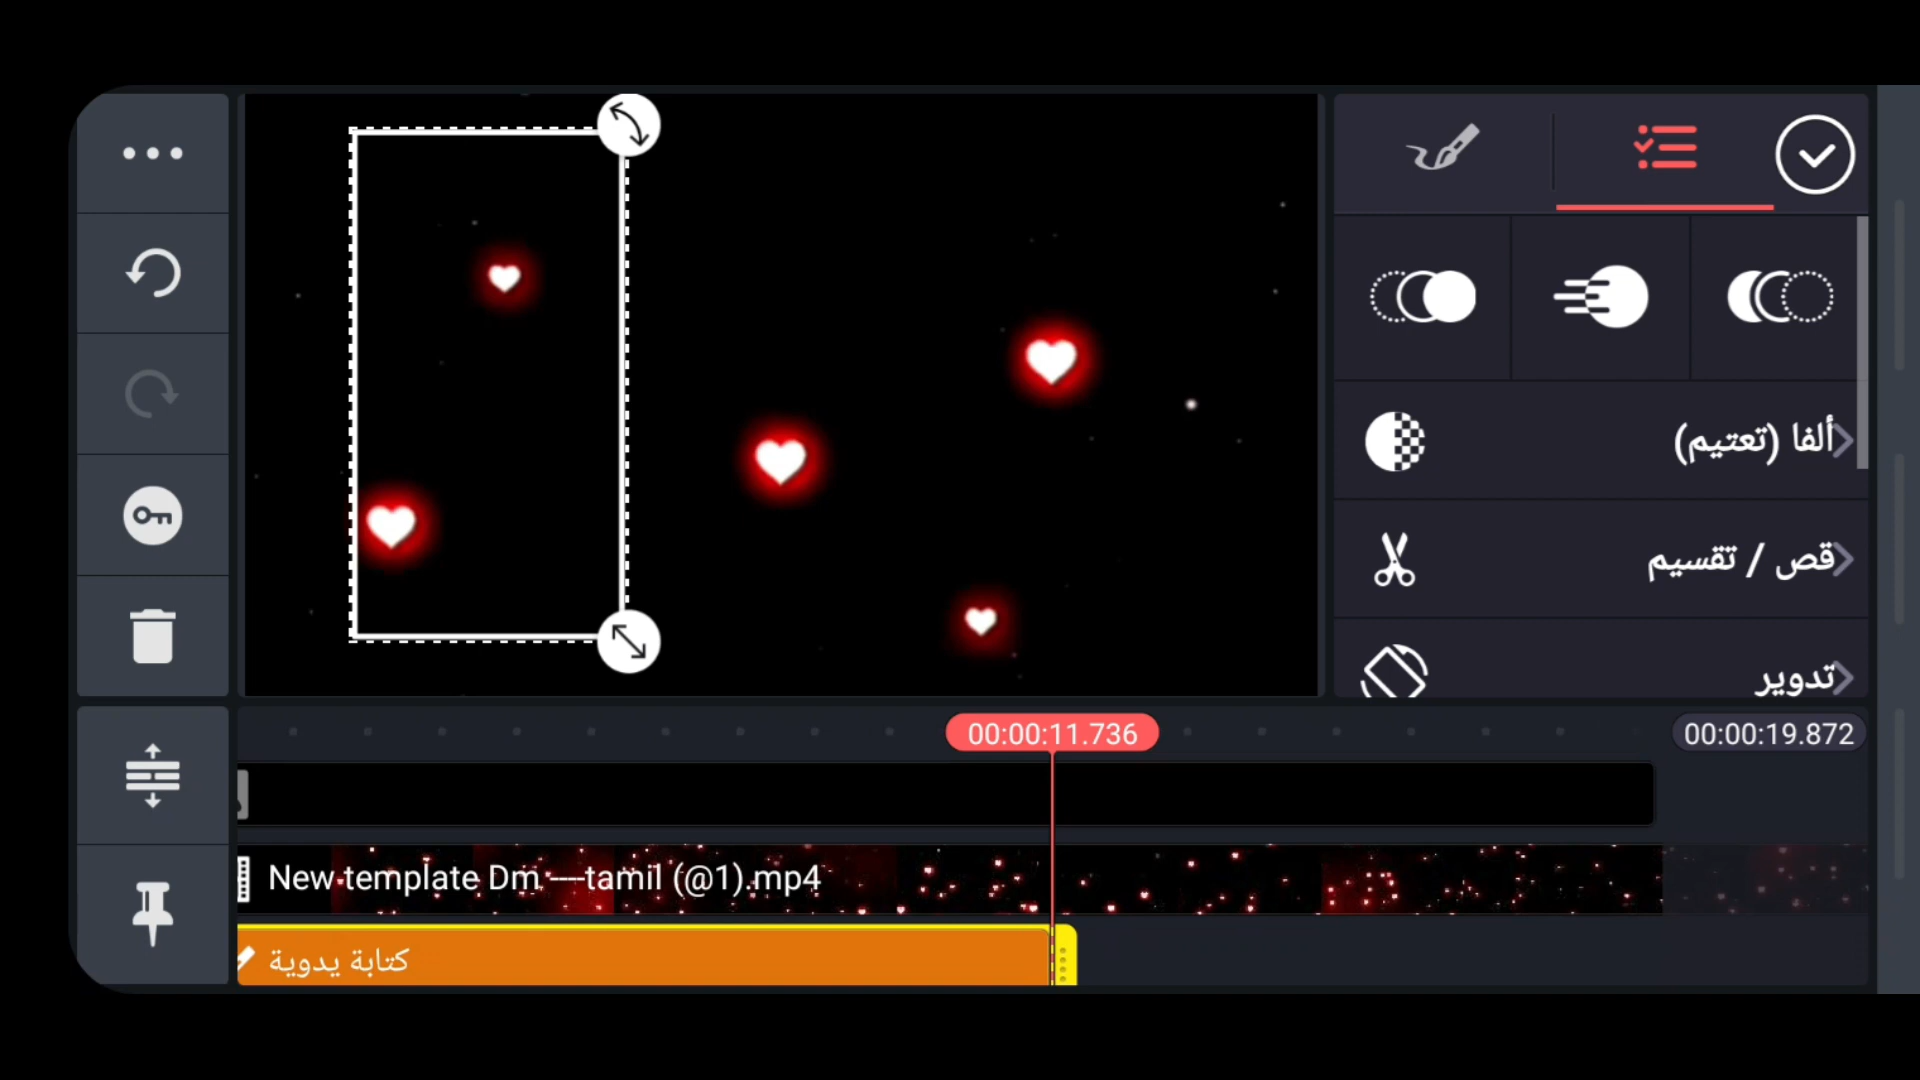 ألفا (تعتيم)
قص / تقسيم
تدوير
00:00:11.736
00:00:19.872
New template Dm -—tamil (@1).mp4
كتابة يدوية